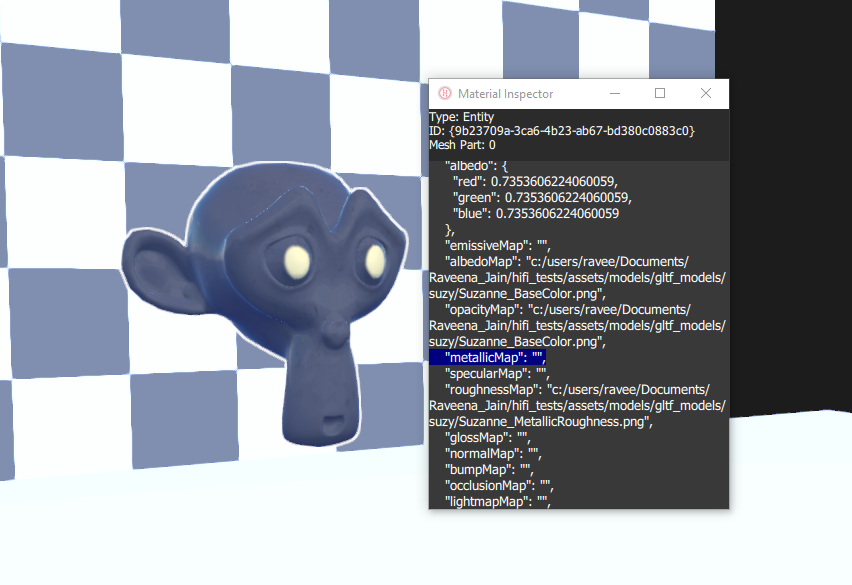 Material Inspector
Type: Entity
ID: {9b23709a-3ca6-4b23-ab67-bd380c0883c0}
Mesh Part: 0
"albedo": {
"red": 0.7353606224060059,
"green": 0.7353606224060059,
"blue": 0.7353606224060059
},
"emissiveMap": "",
"albedoMap": "c:/users/ravee/Documents/
Raveena_Jain/hifi_tests/assets/models/gltf_models/
suzy/Suzanne_BaseColor.png",
"opacityMap": "c:/users/ravee/Documents/
Raveena_Jain/hifi_tests/assets/models/gltf_models/
suzy/Suzanne_BaseColor.png",
"metallicMap": "",
"specularMap": "",
"roughnessMap": "c:/users/ravee/Documents/
Raveena_Jain/hifi_tests/assets/models/gltf_models/
suzy/Suzanne_MetallicRoughness.png",
"glossMap": "",
"normalMap": "",
"bumpMap": "",
"occlusionMap": "",
"lightmapMap": "",